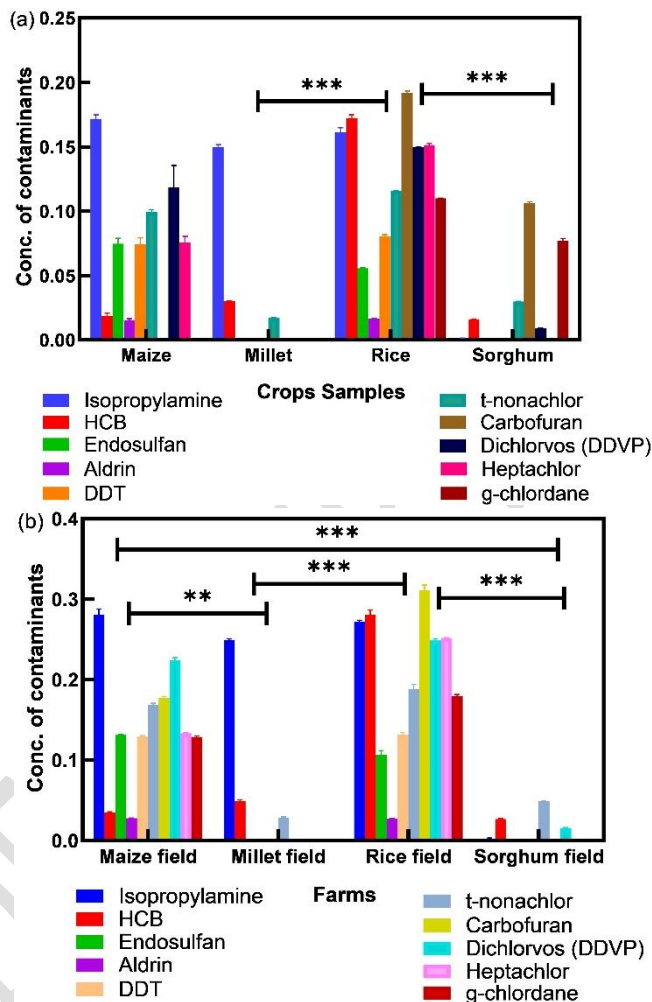 (a)
0.25
0.20
0.15
0.10
0.05
0.00
Conc. of contaminants
***
***
Maize Millet Rice Sorghum
Crops Samples
Isopropylamine
HCB
Endosulfan
Aldrin
DDT
t-nonachlor
Carbofuran
Dichlorvos (DDVP)
Heptachlor
g-chlordane
(b)
0.4
0.3
0.2
0.1
0.0
Conc. of contaminants
***
***
***
**
Maize field Millet field Rice field Sorghum field
Farms
Isopropylamine
HCB
Endosulfan
Aldrin
DDT
t-nonachlor
Carbofuran
Dichlorvos (DDVP)
Heptachlor
g-chlordane